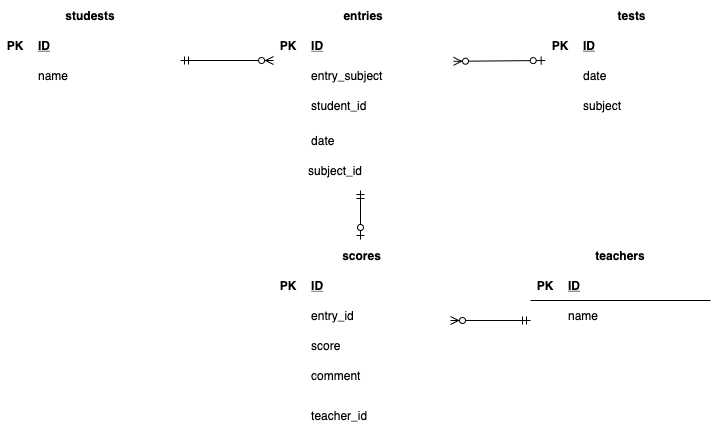 students
PK ID
name
entries
PK ID
entry_subject
student_id
date
subject_id
tests
PK ID
date
subject
scores
PK ID
entry_id
score
comment
teacher_id
teachers
PK ID
name